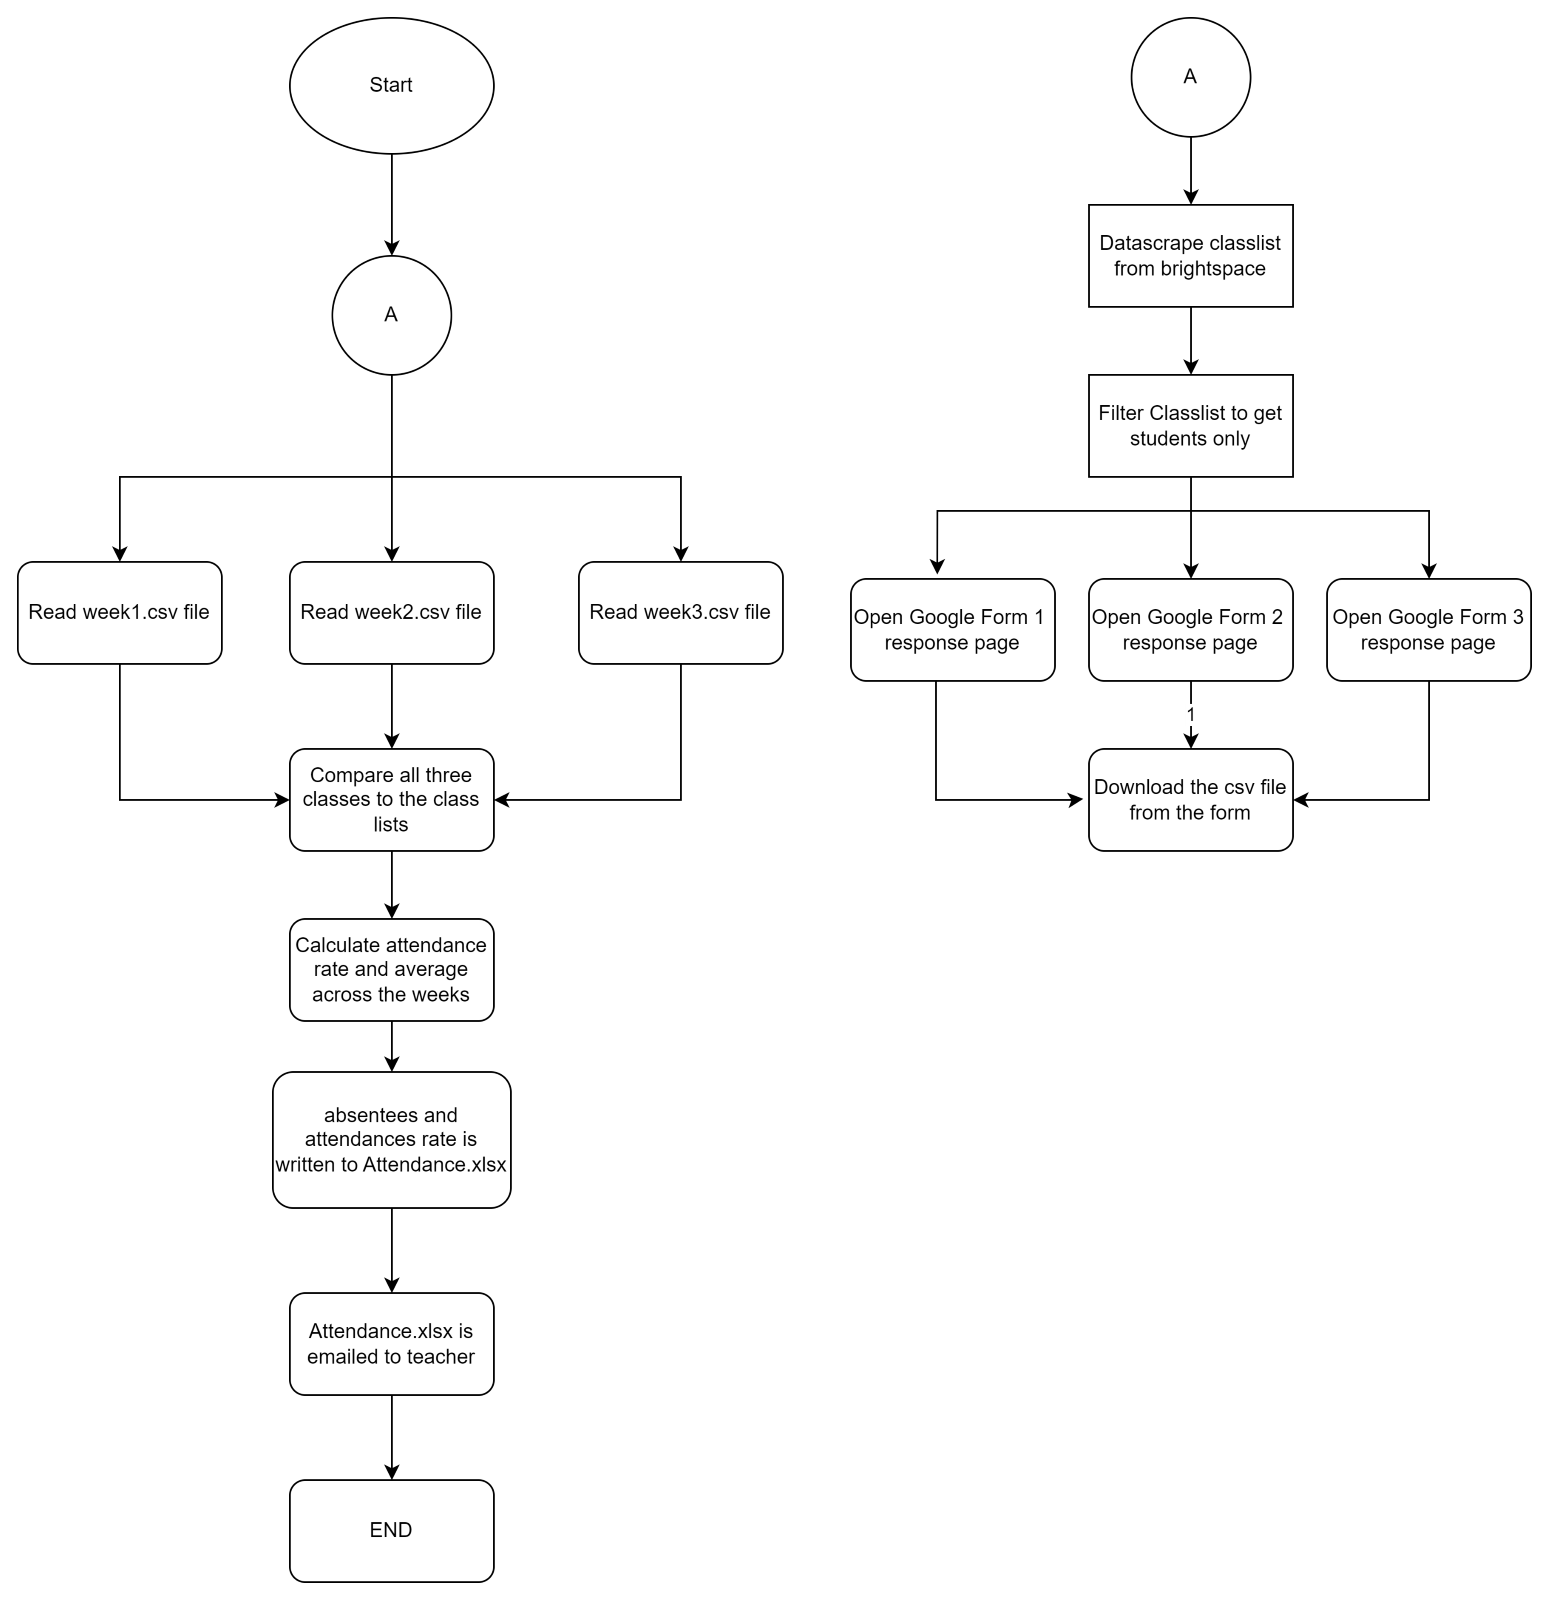 Start
A
Read week1.csv file
Read week2.csv file
Read week3.csv file
Compare all three
classes to the class
lists
Calculate attendance
rate and average
across the weeks
absentees and
attendances rate is
written to Attendance.xlsx
Attendance.xlsx is
emailed to teacher
END
A
Datascrape classlist
from brightspace
Filter Classlist to get
students only
Open Google Form 1
response page
Open Google Form 2
response page
Open Google Form 3
response page
1
Download the csv file
from the form